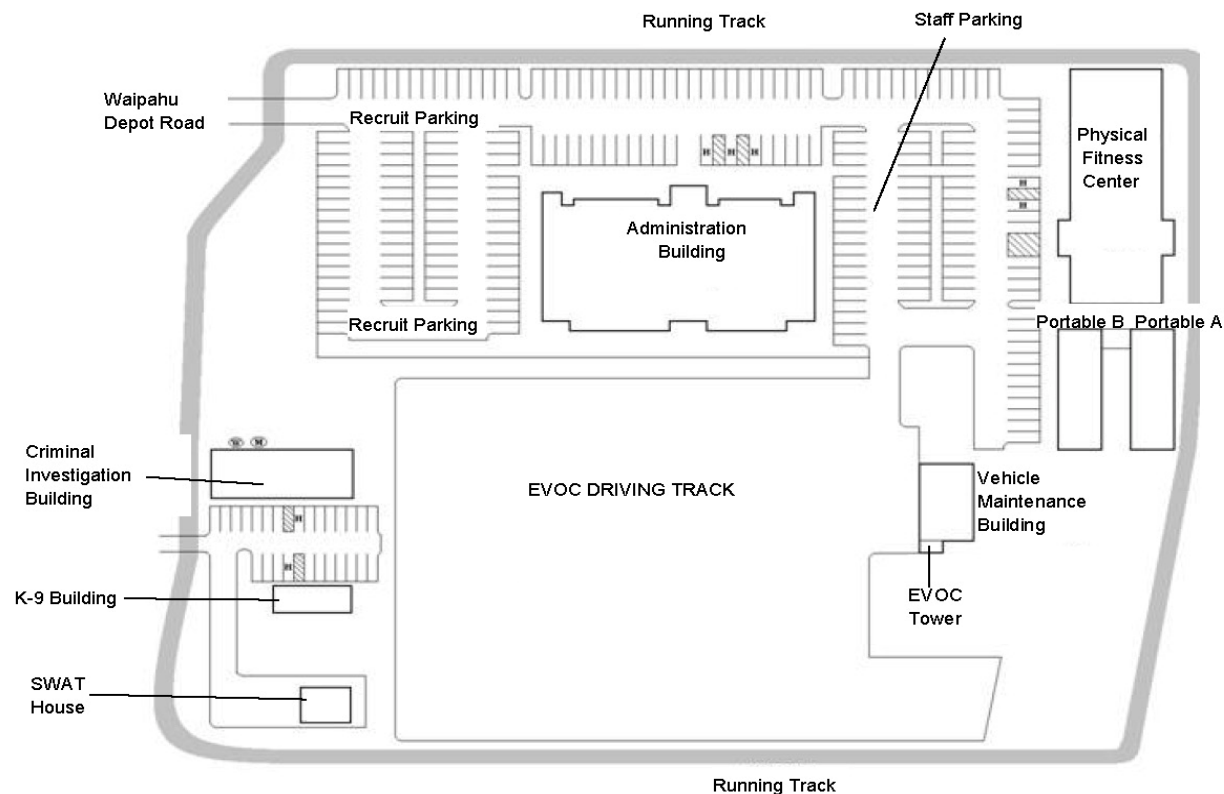 Running Track
Staff Parking
Waipahu
Depot Road
Recruit Parking
Physical
Fitness
Center
H H H
H
H
Administration
Building
Recruit Parking
Portable B
Portable A
Criminal
Investigation
Building
EVOC DRIVING TRACK
Vehicle
Maintenance
Building
H
H
K-9 Building
EVOC
Tower
SWAT
House
Running Track